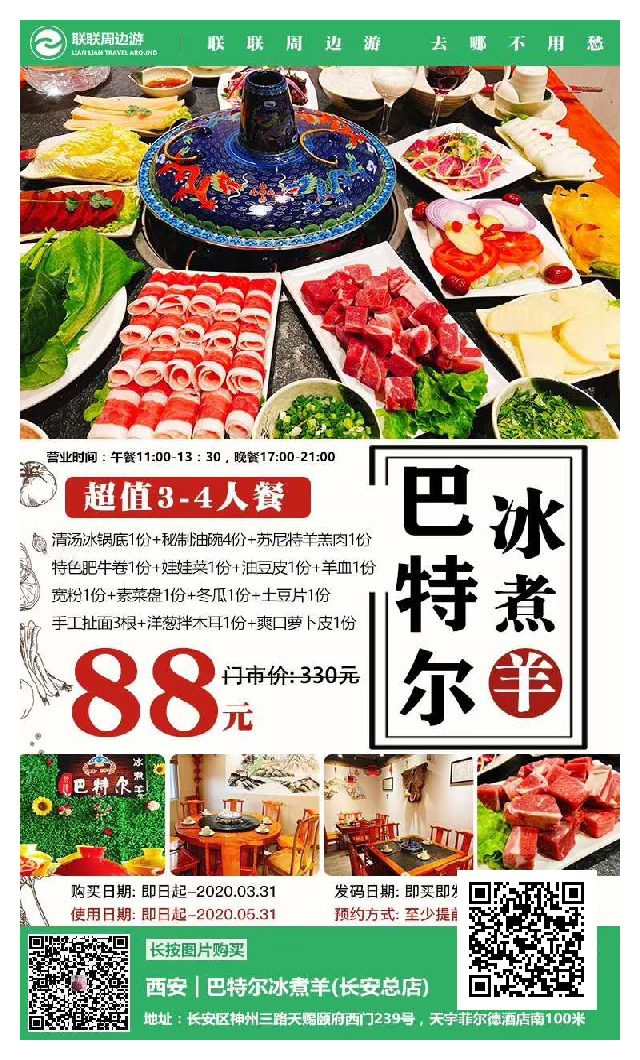 联联周边游
LIAN LIAN TRAVEL AROUND
联联周边游 去哪不用愁
营业时间：午餐11:00-13：30，晚餐17:00-21:00
超值3-4人餐
清汤冰锅底1份+秘制油碗4份+苏尼特羊羔肉1份
特色肥牛卷1份+娃娃菜1份+油豆皮1份+羊血1份
宽粉1份+素菜盘1份+冬瓜1份+土豆片1份
手工扯面3根+洋葱拌木耳1份+爽口萝卜皮1份
88元
门市价: 330元
巴特尔
冰煮羊
巴特尔
冰煮羊
购买日期: 即日起-2020.03.31
发码日期: 即买即发
使用日期: 即日起-2020.05.31
预约方式: 至少提前
长按图片购买
西安 | 巴特尔冰煮羊(长安总店)
地址：长安区神州三路天赐颐府西门239号，天宇菲尔德酒店南100米